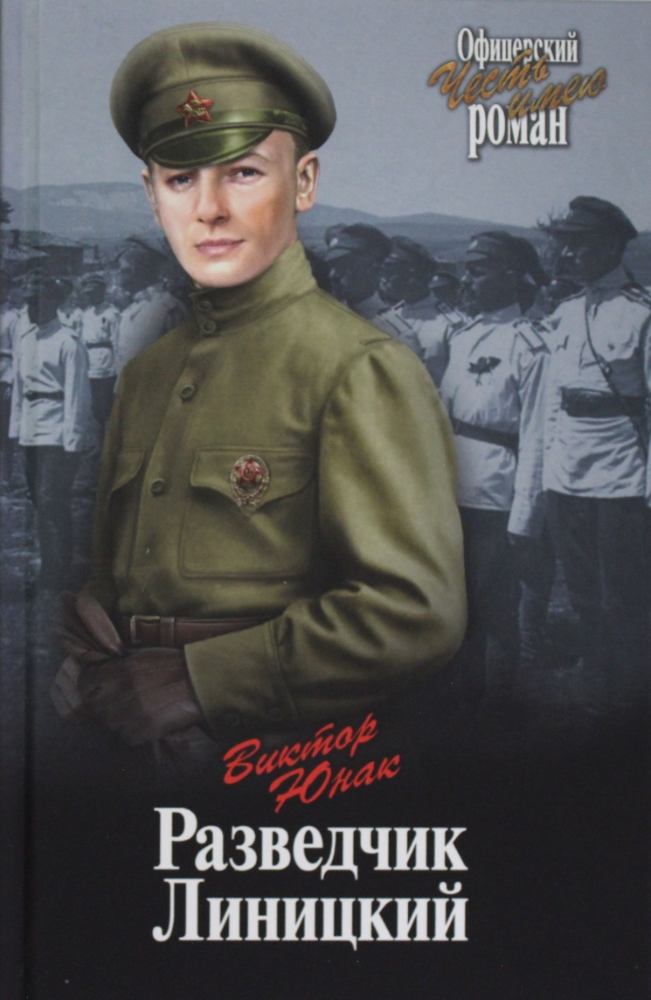 Офицерский
Честь
имею
роман
Виктор
Юнак
Разведчик
Линицкий